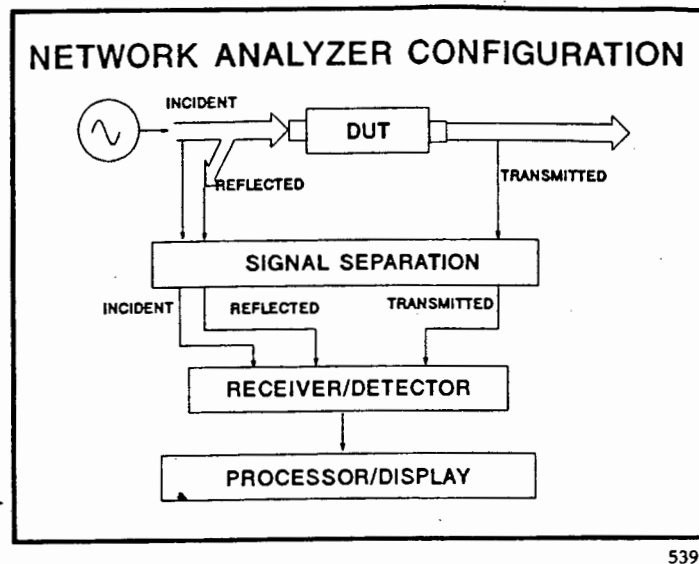 NETWORK ANALYZER CONFIGURATION
INCIDENT
DUT
REFLECTED
TRANSMITTED
SIGNAL SEPARATION
INCIDENT
REFLECTED
TRANSMITTED
RECEIVER/DETECTOR
PROCESSOR/DISPLAY
539